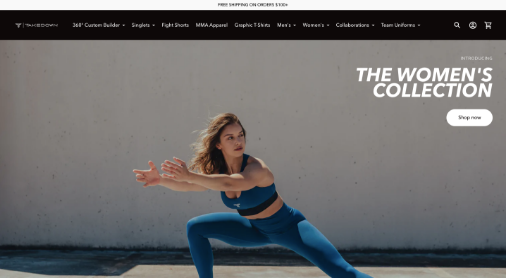 FREE SHIPPING ON ORDERS $100+
TAKEDOWN
360° Custom Builder
Singlets
Fight Shorts
MMA Apparel
Graphic T-Shirts
Men's
Women's
Collaborations
Team Uniforms
INTRODUCING
THE WOMEN'S
COLLECTION
Shop now